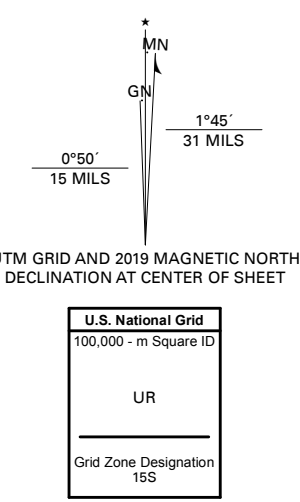 ★
MN
GN
1°45´
31 MILS
0°50´
15 MILS
UTM GRID AND 2019 MAGNETIC NORTH
DECLINATION AT CENTER OF SHEET
U.S. National Grid
100,000 - m Square ID
UR
Grid Zone Designation
15S